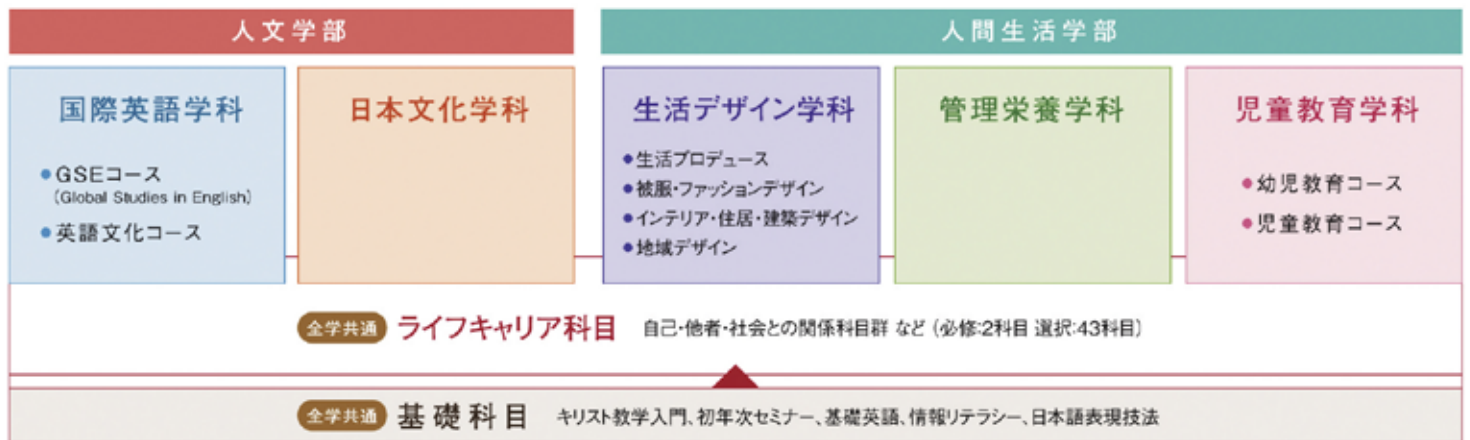 人文学部
人間生活学部
国際英語学科
●GSEコース
(Global Studies in English)
●英語文化コース
日本文化学科
生活デザイン学科
●生活プロデュース
●被服・ファッションデザイン
●インテリア・住居・建築デザイン
●地域デザイン
管理栄養学科
児童教育学科
●幼児教育コース
●児童教育コース
全学共通 ライフキャリア科目 自己・他者・社会との関係科目群 など (必修:2科目 選択:43科目)
全学共通 基礎科目 キリスト教学入門、初年次セミナー、基礎英語、情報リテラシー、日本語表現技法